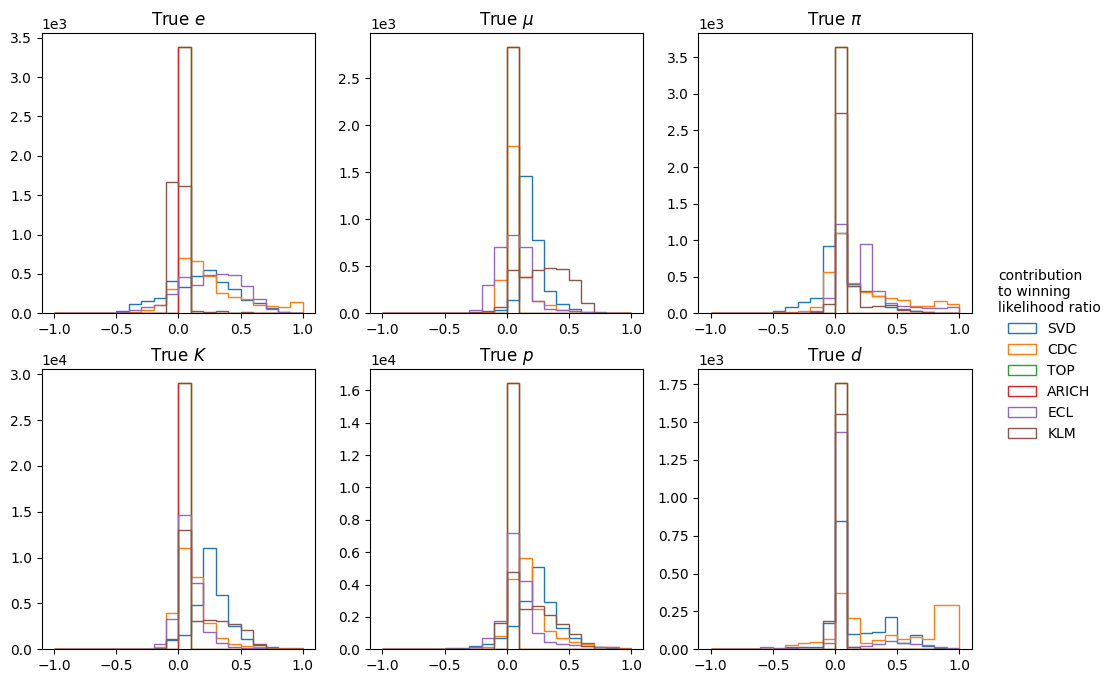 True e
1e3
3.5
3.0
2.5
2.0
1.5
1.0
0.5
0.0
−1.0 −0.5 0.0 0.5 1.0
True μ
1e3
2.5
2.0
1.5
1.0
0.5
0.0
−1.0 −0.5 0.0 0.5 1.0
True π
1e3
3.5
3.0
2.5
2.0
1.5
1.0
0.5
0.0
−1.0 −0.5 0.0 0.5 1.0
True K
1e4
3.0
2.5
2.0
1.5
1.0
0.5
0.0
−1.0 −0.5 0.0 0.5 1.0
True p
1e4
1.6
1.4
1.2
1.0
0.8
0.6
0.4
0.2
0.0
−1.0 −0.5 0.0 0.5 1.0
True d
1e3
1.75
1.50
1.25
1.00
0.75
0.50
0.25
0.00
−1.0 −0.5 0.0 0.5 1.0
contribution
to winning
likelihood ratio
SVD
CDC
TOP
ARICH
ECL
KLM